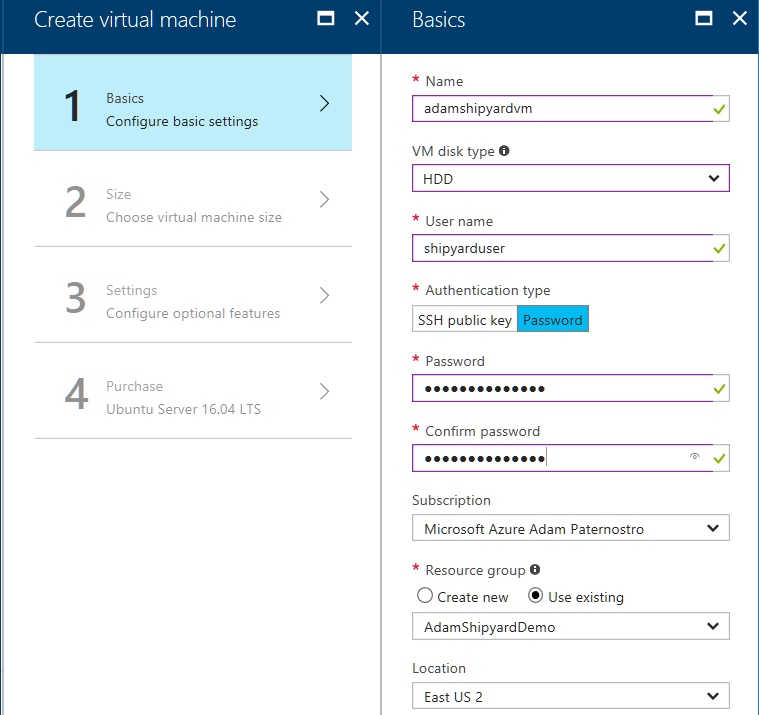 Create virtual machine
1
Basics
Configure basic settings
2
Size
Choose virtual machine size
3
Settings
Configure optional features
4
Purchase
Ubuntu Server 16.04 LTS
Basics
* Name
adamshipyardvm
VM disk type
HDD
* User name
shipyarduser
* Authentication type
SSH public key Password
* Password
••••••••••••••
* Confirm password
••••••••••••••
Subscription
Microsoft Azure Adam Paternostro
* Resource group
Create new Use existing
AdamShipyardDemo
Location
East US 2